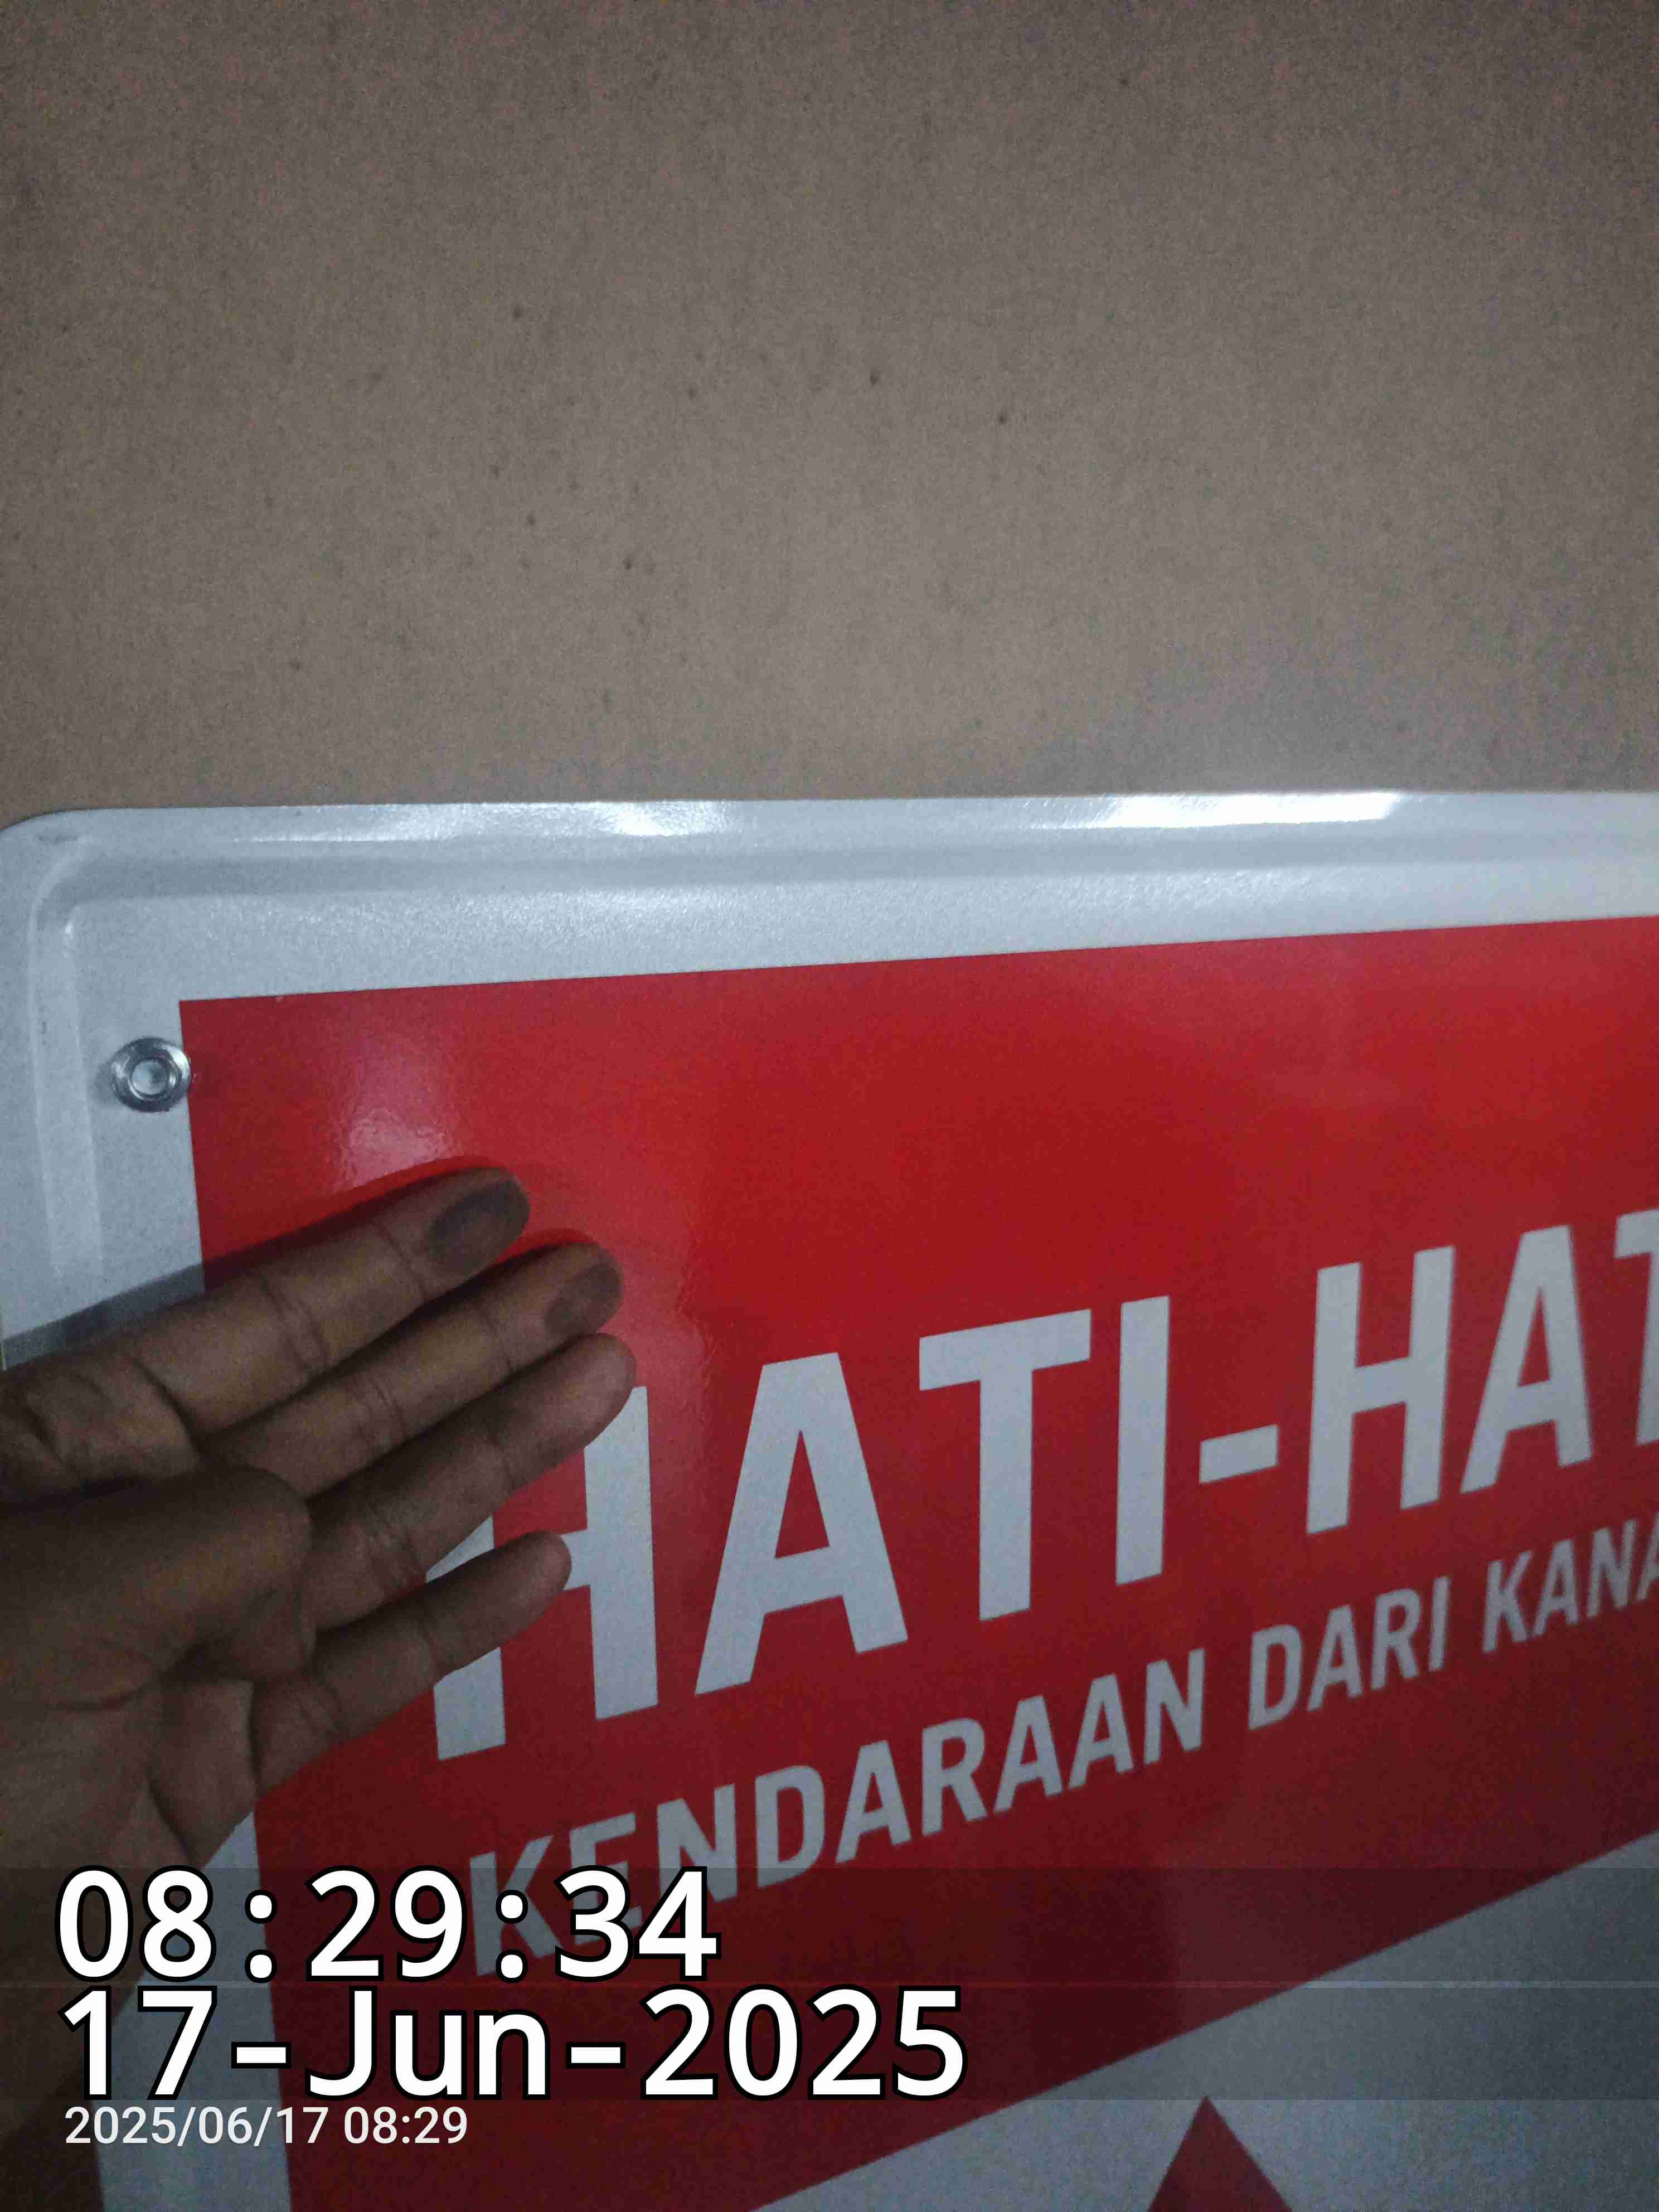 HATI-HAT
KENDARAAN DARI KANA
08:29:34
17-Jun-2025
2025/06/17 08:29